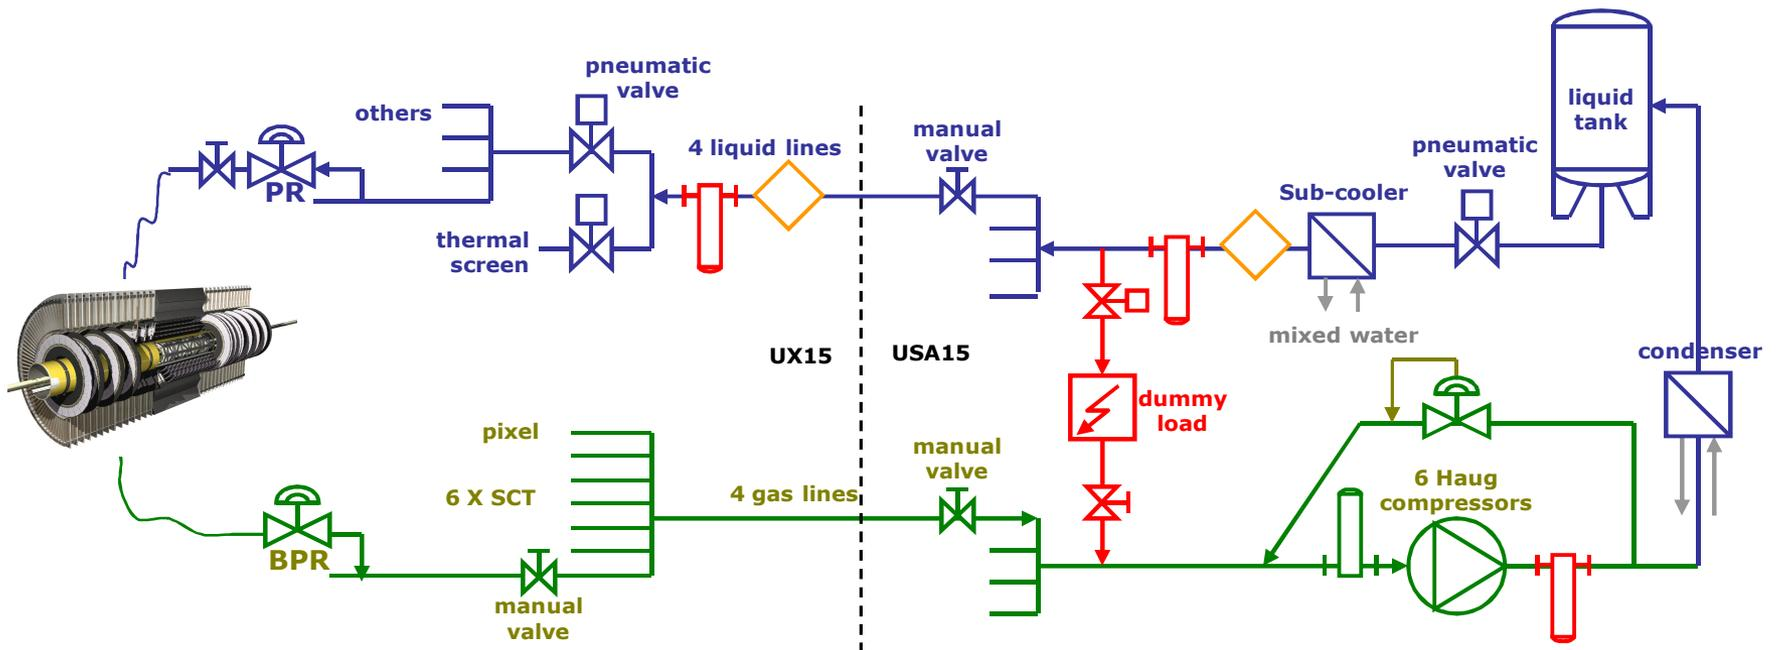 pneumatic
valve
others
PR
4 liquid lines
thermal
screen
manual
valve
liquid
tank
pneumatic
valve
Sub-cooler
mixed water
UX15
USA15
condenser
dummy
load
pixel
6 X SCT
4 gas lines
manual
valve
6 Haug
compressors
BPR
manual
valve